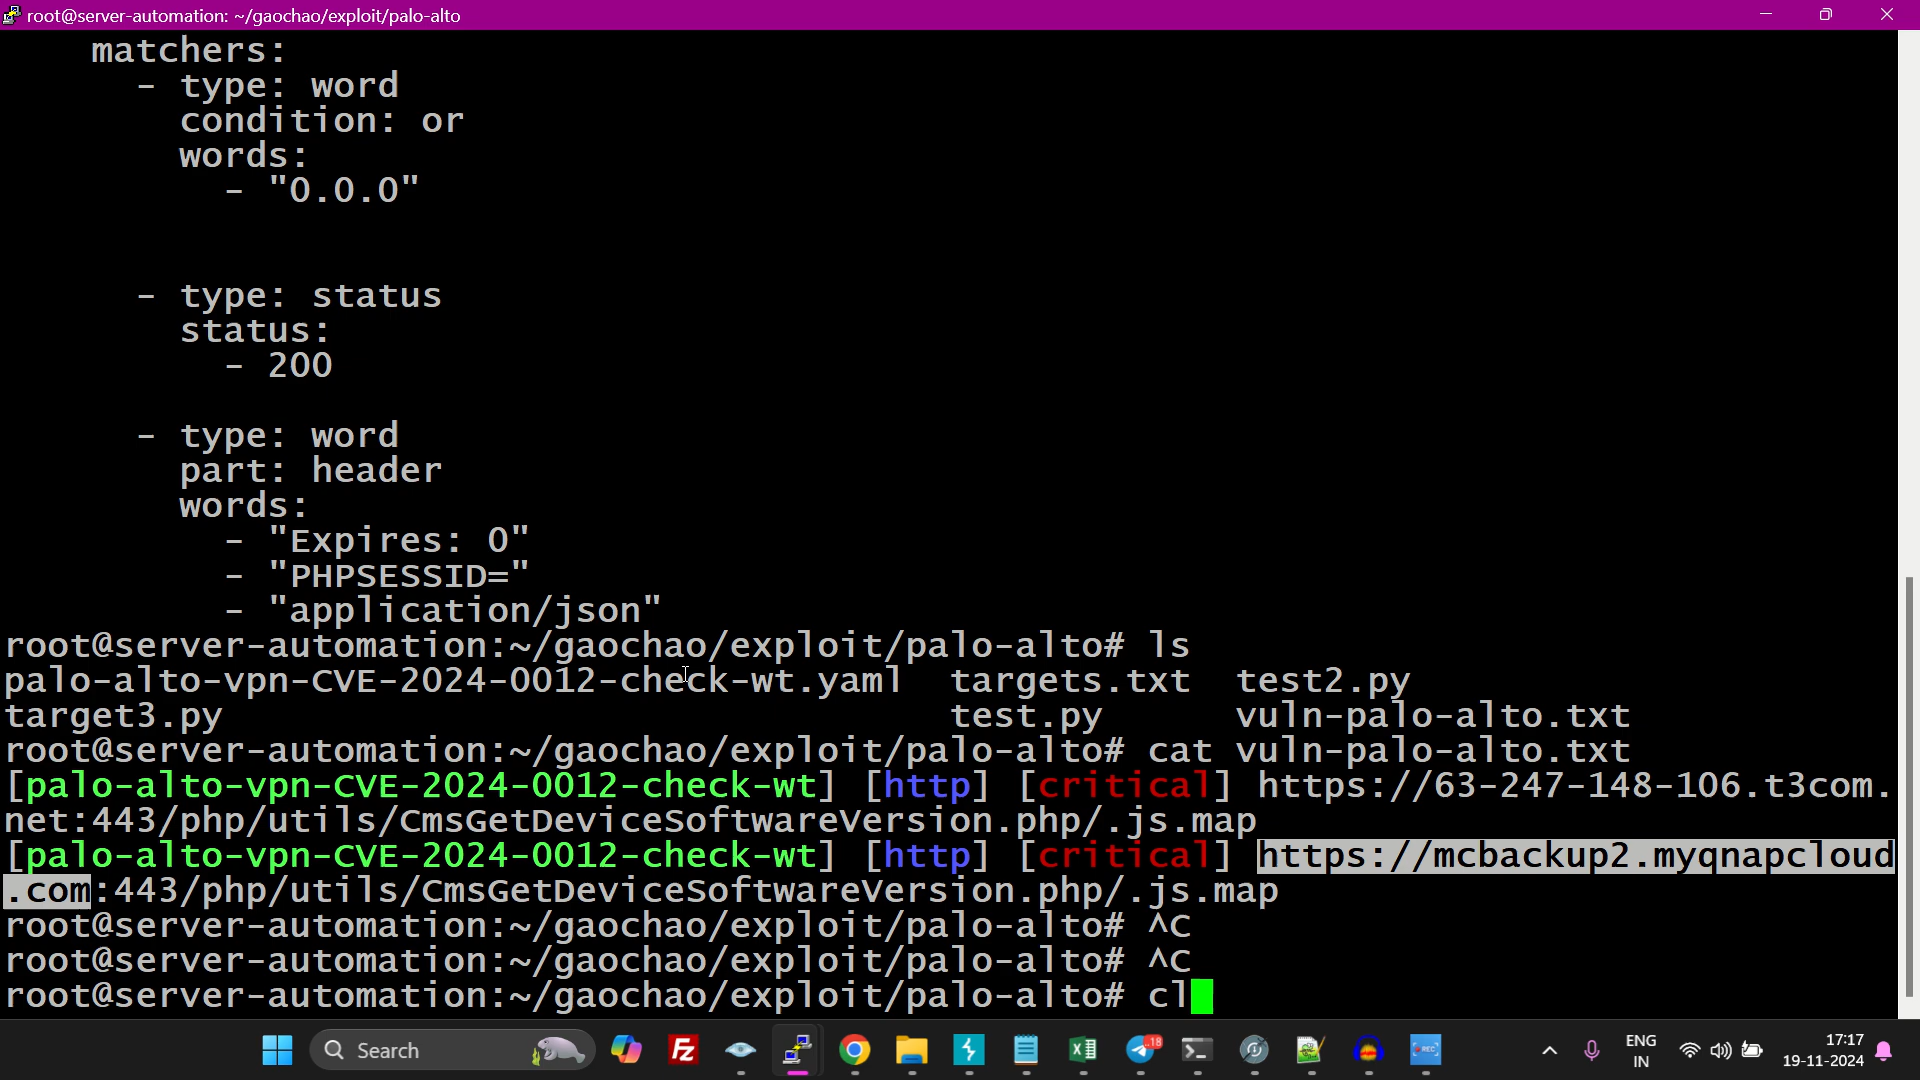 root@server-automation: ~/gaochao/exploit/palo-alto
matchers:
- type: word
condition: or
words:
- "0.0.0"
- type: status
status:
- 200
- type: word
part: header
words:
- "Expires: 0"
- "PHPSESSID="
- "application/json"
root@server-automation:~/gaochao/exploit/palo-alto# ls
palo-alto-vpn-CVE-2024-0012-check-wt.yaml targets.txt test2.py
target3.py test.py vuln-palo-alto.txt
root@server-automation:~/gaochao/exploit/palo-alto# cat vuln-palo-alto.txt
[palo-alto-vpn-CVE-2024-0012-check-wt] [http] [critical] https://63-247-148-106.t3com.
net:443/php/utils/CmsGetDeviceSoftwareVersion.php/.js.map
[palo-alto-vpn-CVE-2024-0012-check-wt] [http] [critical] https://mcbackup2.myqnapcloud
.com:443/php/utils/CmsGetDeviceSoftwareVersion.php/.js.map
root@server-automation:~/gaochao/exploit/palo-alto# ^C
root@server-automation:~/gaochao/exploit/palo-alto# ^C
root@server-automation:~/gaochao/exploit/palo-alto# cl
Search
Fz
18
REC
ENG
IN
17:17
19-11-2024